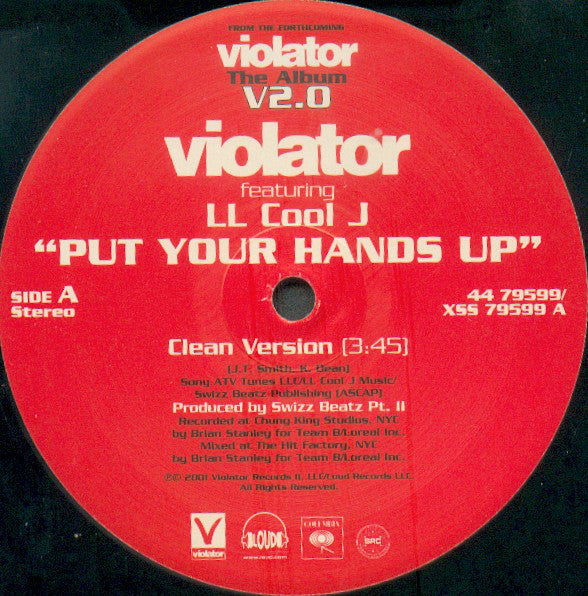 FROM THE FORTHCOMING
violator
The Album
V2.0
violator
featuring
LL Cool J
“PUT YOUR HANDS UP”
SIDE A
Stereo
44 79599/
XSS 79599 A
Clean Version (3:45)
(J.T. Smith, K. Dean)
Sony ATV Tunes LLC/LL Cool J Music/
Swizz Beatz Publishing (ASCAP)
Produced by Swizz Beatz Pt. II
Recorded at Chung King Studios, NYC
by Brian Stanley for Team B/Loreal Inc.
Mixed at The Hit Factory, NYC
by Brian Stanley for Team B/Loreal Inc.
℗© 2001 Violator Records II, LLC/Loud Records LLC.
All Rights Reserved.
V
violator
LOUD
COLUMBIA
SRC